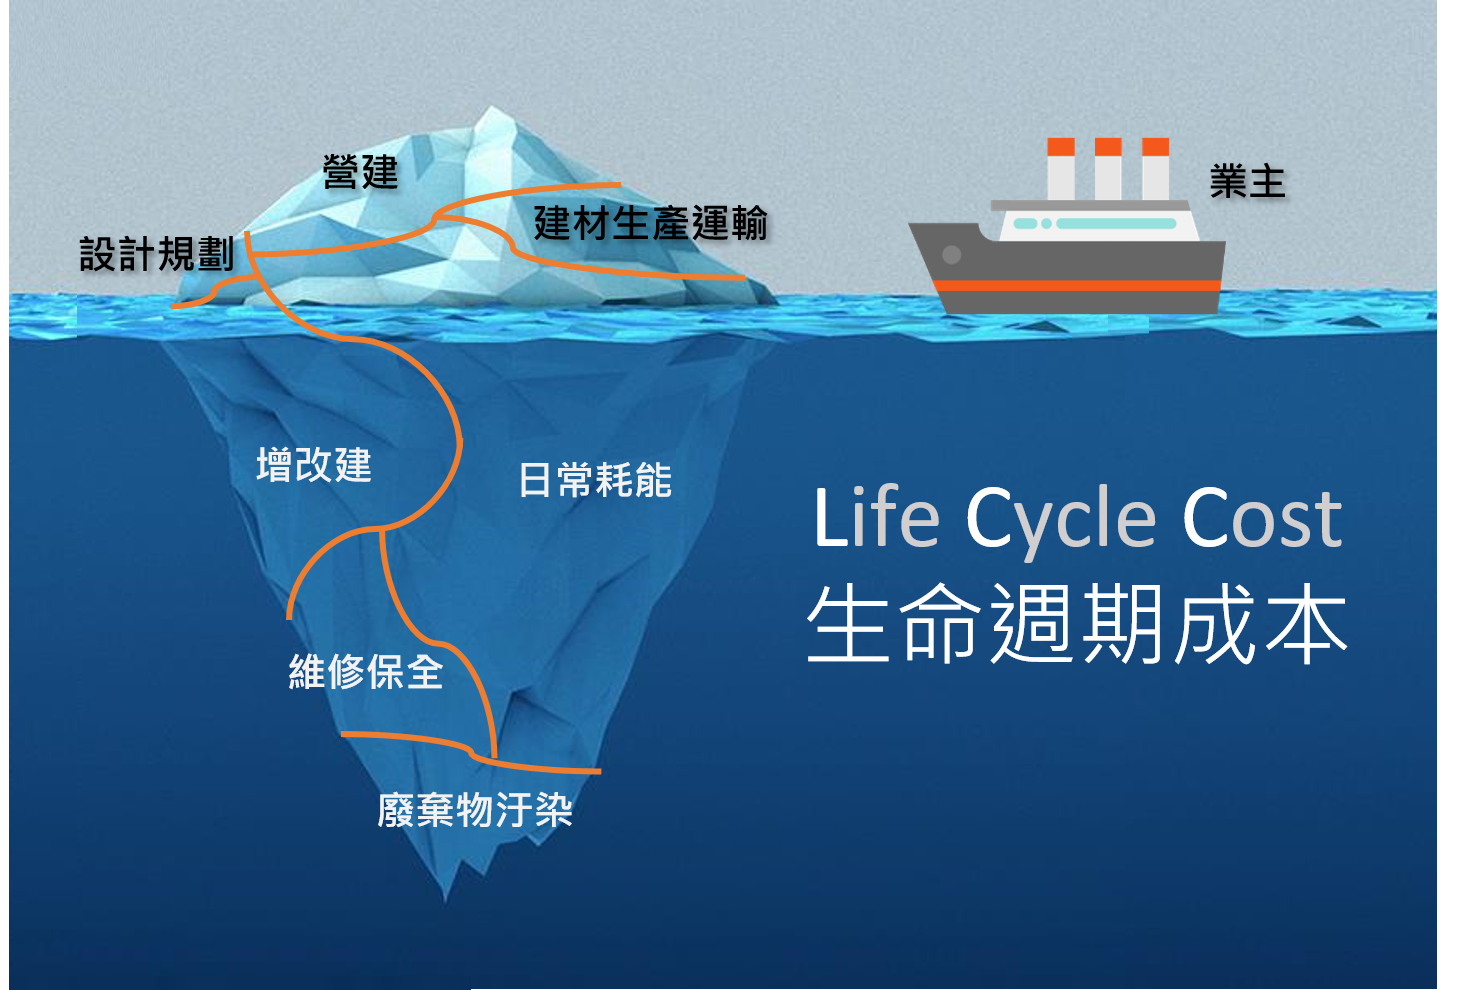 營建
業主
建材生產運輸
設計規劃
增改建
日常耗能
Life Cycle Cost
生命週期成本
維修保全
廢棄物汙染